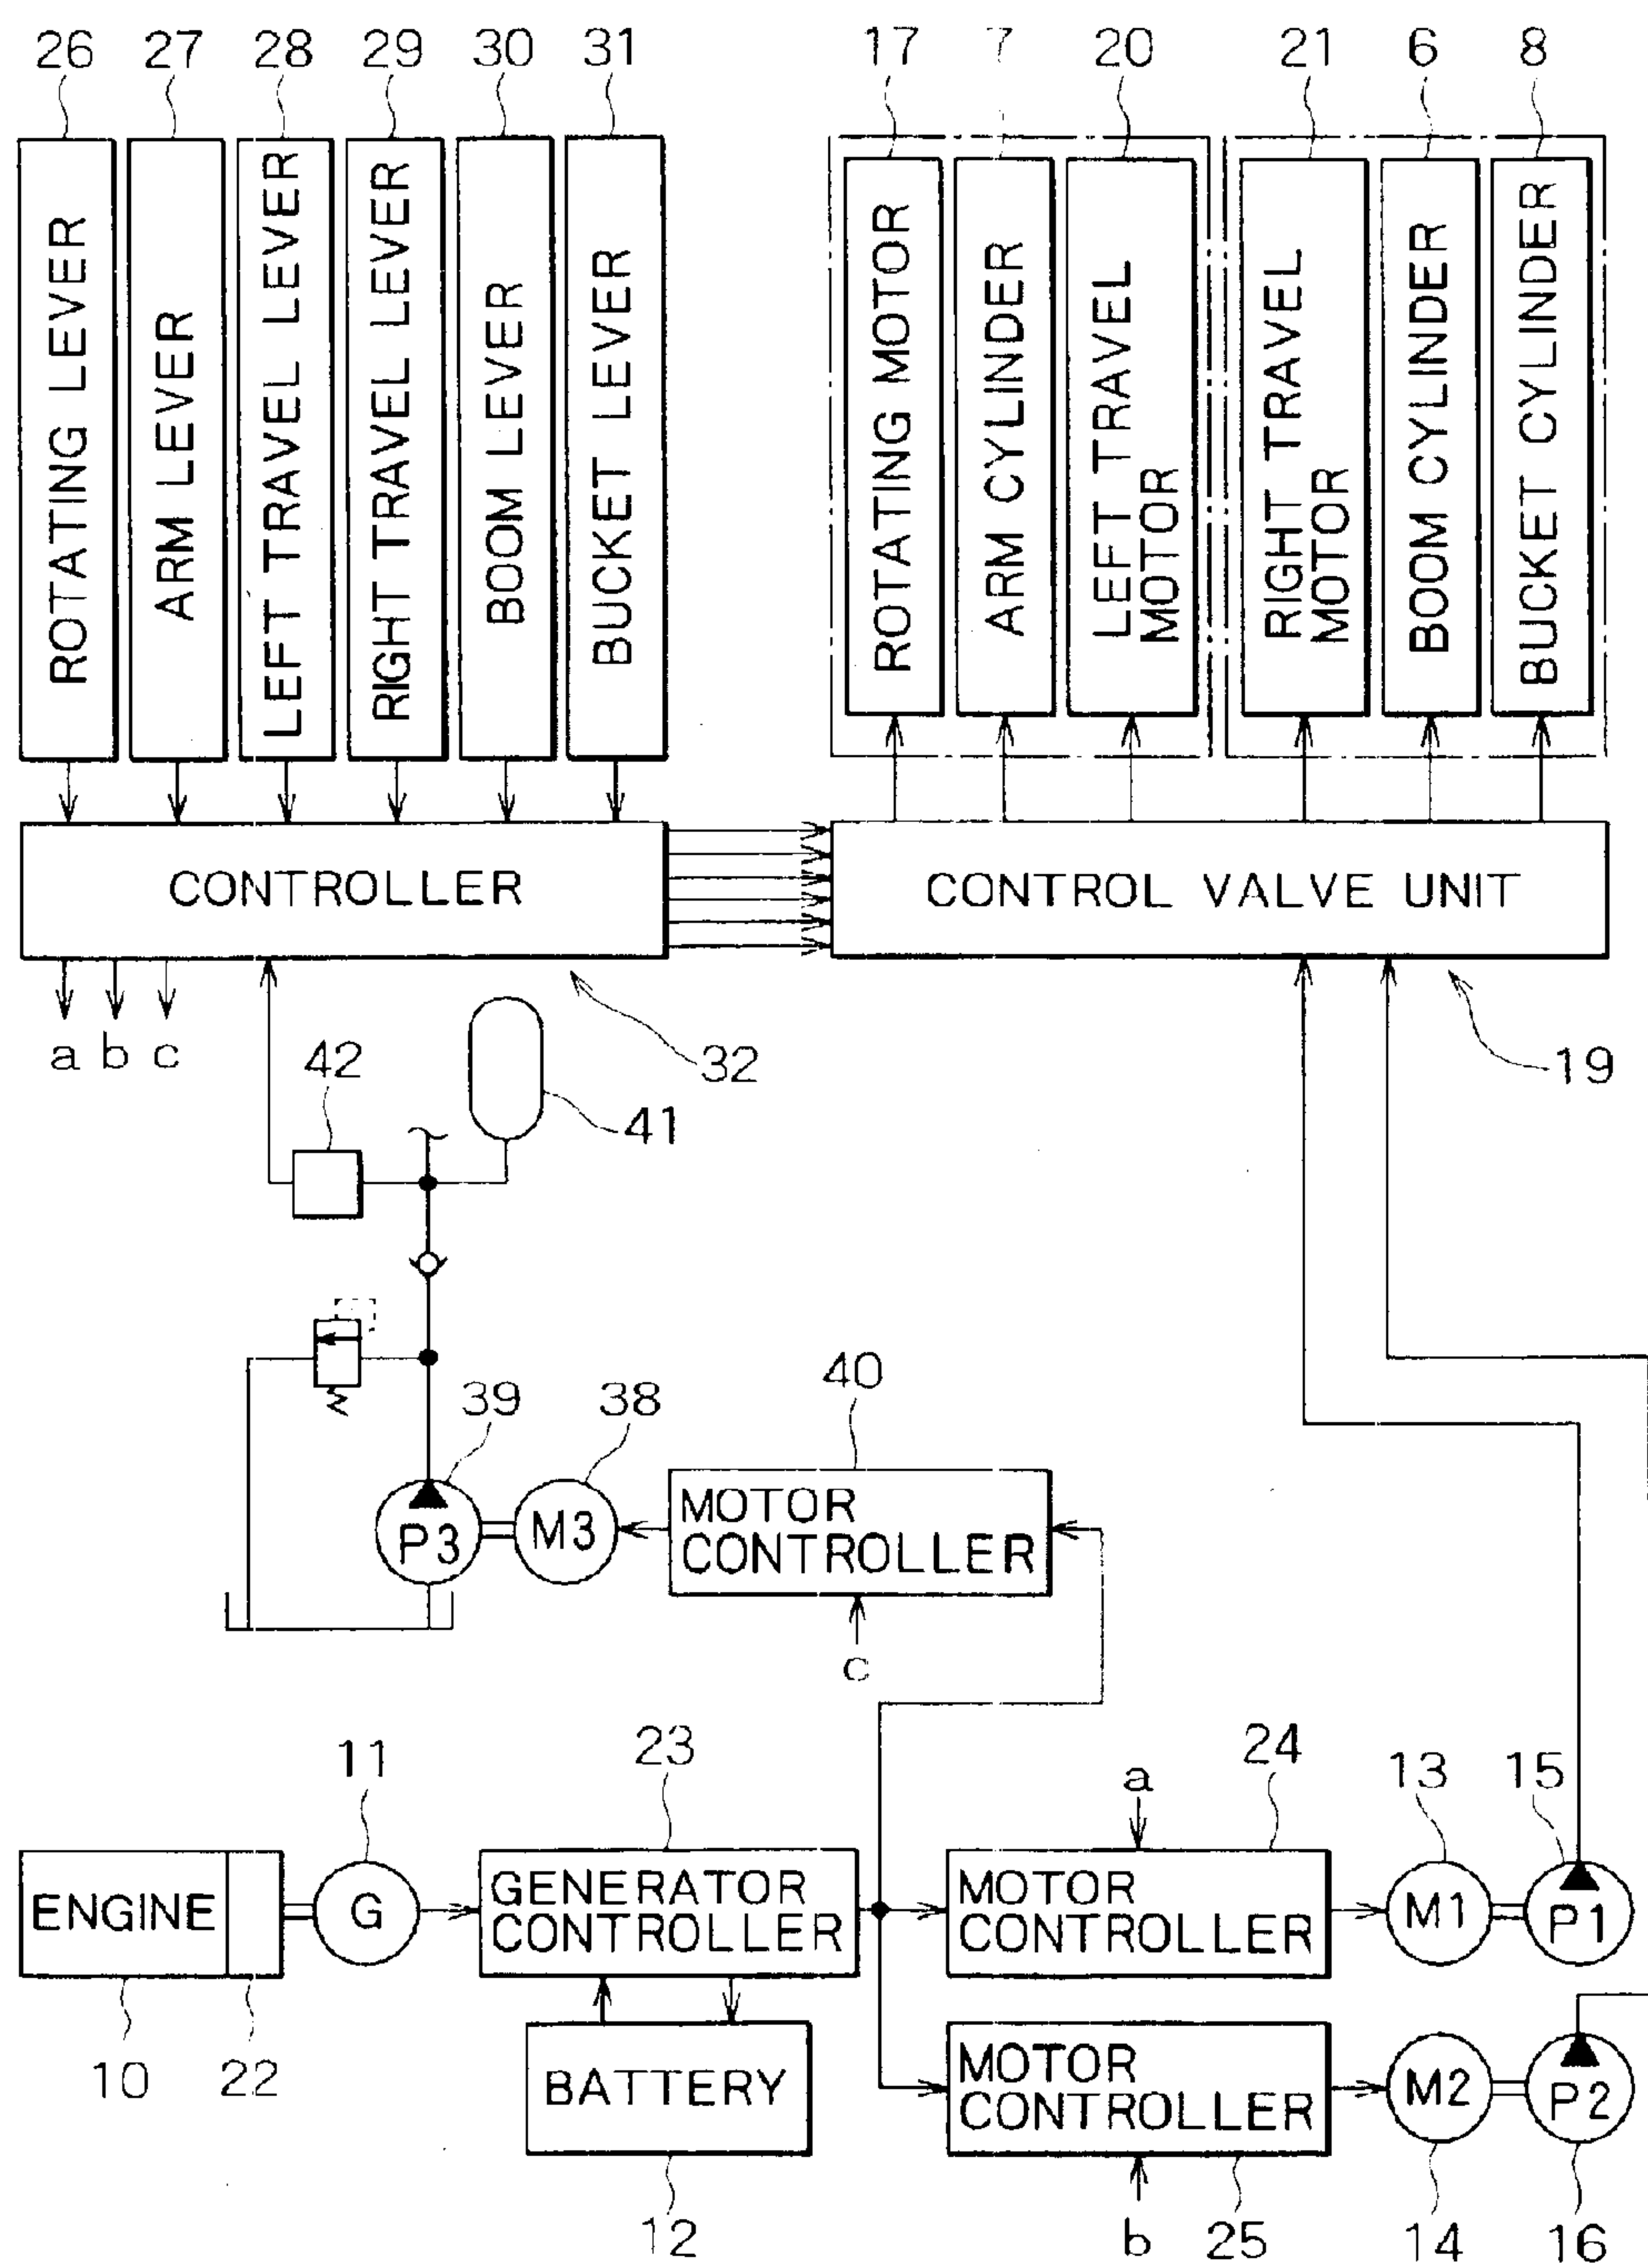 26 27 28 29 30 31 17 7 20 21 6 8
ROTATING LEVER
ARM LEVER
LEFT TRAVEL LEVER
RIGHT TRAVEL LEVER
BOOM LEVER
BUCKET LEVER
ROTATING MOTOR
ARM CYLINDER
LEFT TRAVEL
MOTOR
RIGHT TRAVEL
MOTOR
BOOM CYLINDER
BUCKET CYLINDER
CONTROLLER
CONTROL VALVE UNIT
a b c
42
32
41
19
39
38
40
P3
M3
MOTOR
CONTROLLER
c
11
23
a
24
13
15
ENGINE
G
GENERATOR
CONTROLLER
MOTOR
CONTROLLER
M1
P1
10
22
BATTERY
MOTOR
CONTROLLER
M2
P2
12
b
25
14
16